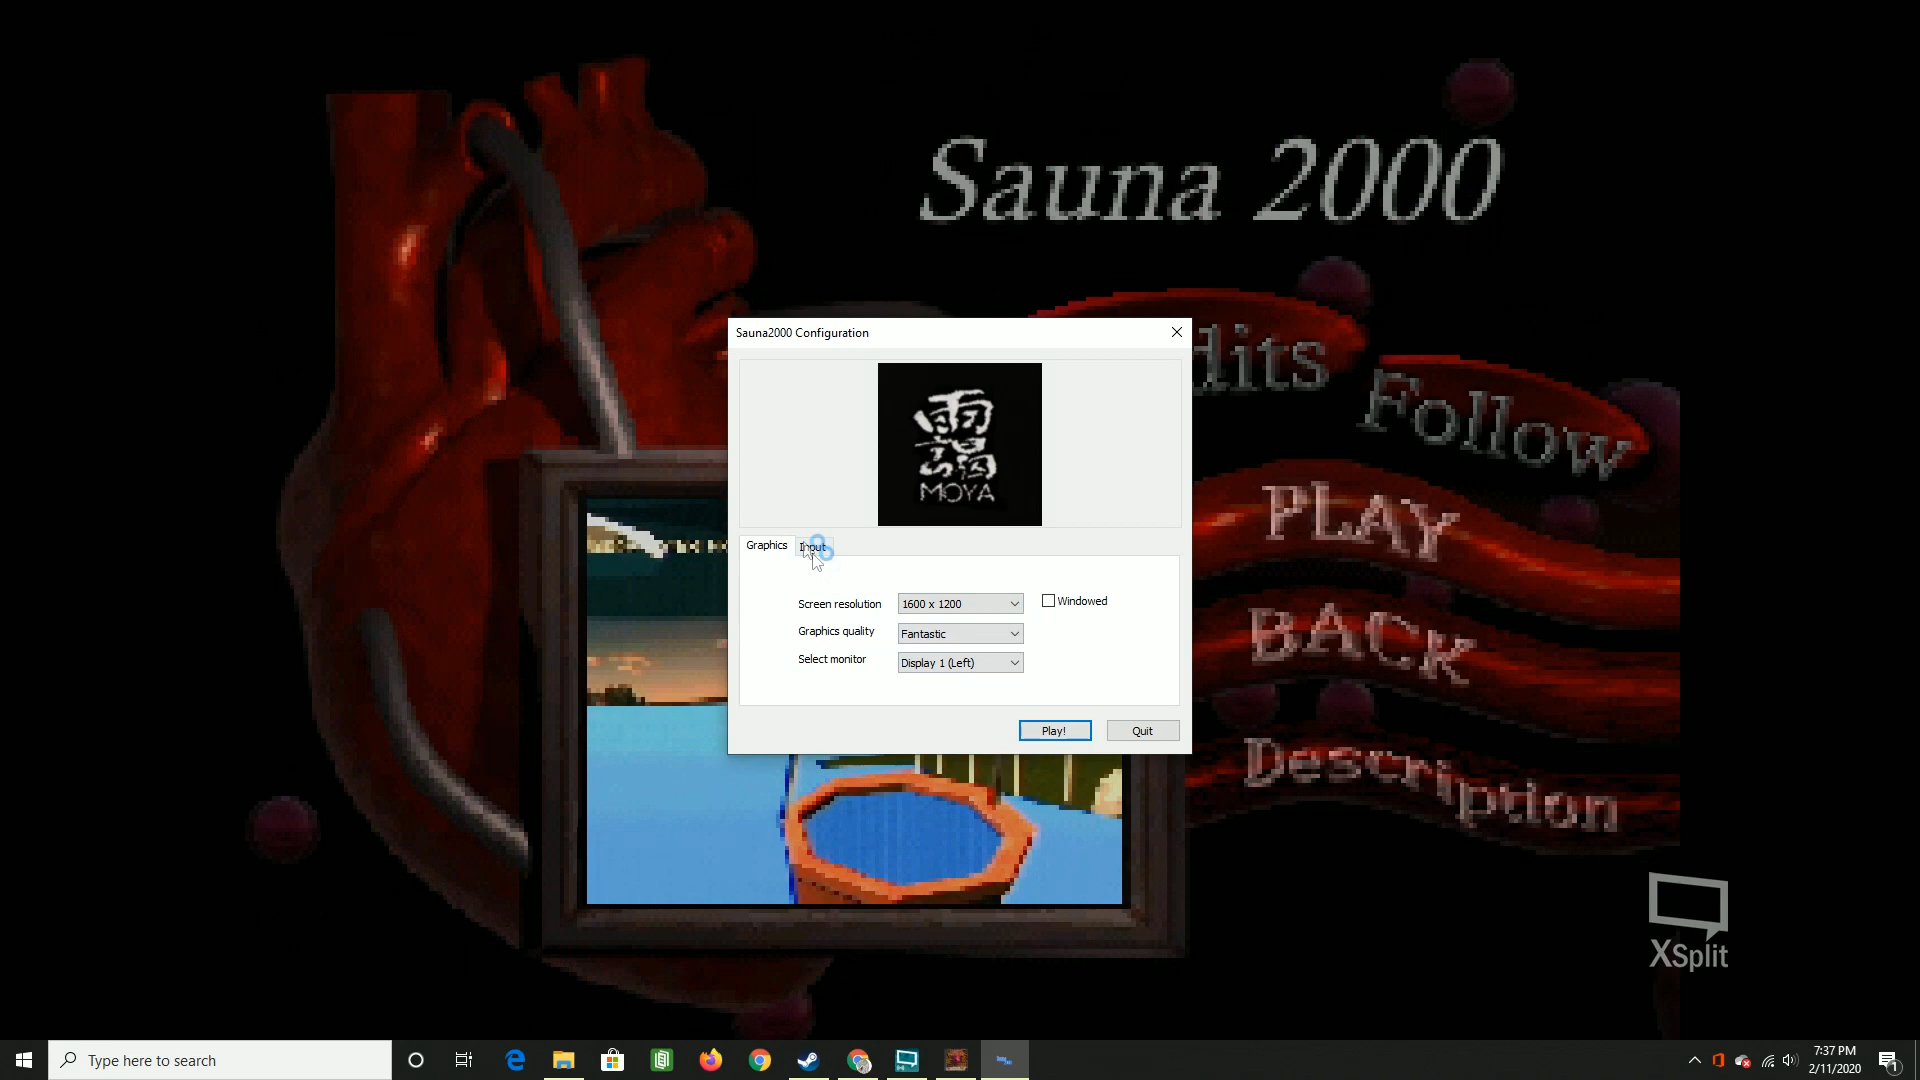 Sauna 2000
dits
Follow
PLAY
BACK
Description
Sauna2000 Configuration
靄
MOYA
Graphics
Input
Screen resolution
1600 x 1200
Windowed
Graphics quality
Fantastic
Select monitor
Display 1 (Left)
Play!
Quit
XSplit
Type here to search
7:37 PM
2/11/2020
1